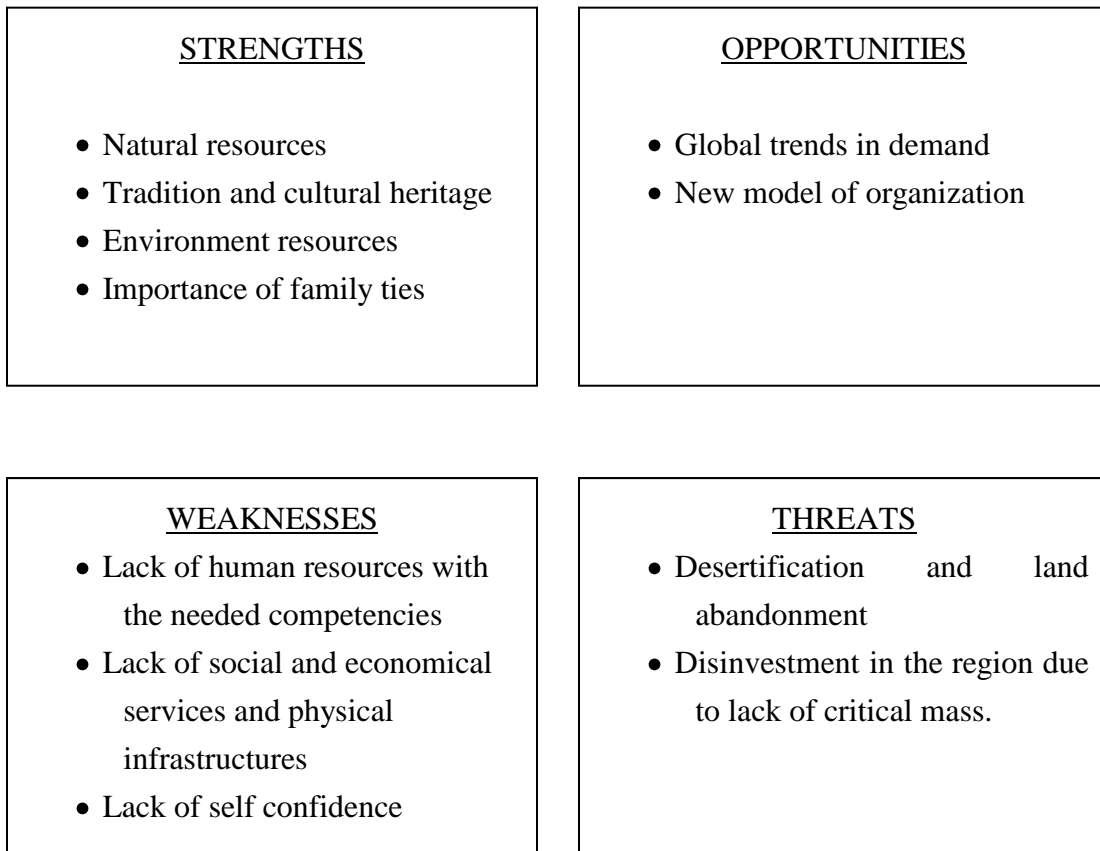 STRENGTHS
• Natural resources
• Tradition and cultural heritage
• Environment resources
• Importance of family ties
OPPORTUNITIES
• Global trends in demand
• New model of organization
WEAKNESSES
• Lack of human resources with
the needed competencies
• Lack of social and economical
services and physical
infrastructures
• Lack of self confidence
THREATS
• Desertification and land
abandonment
• Disinvestment in the region due
to lack of critical mass.